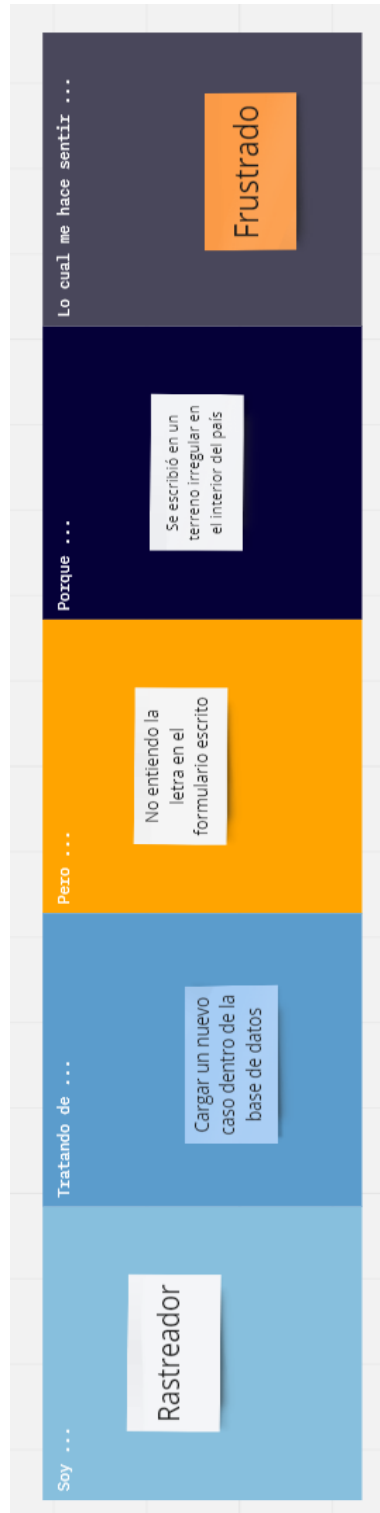 Soy ...
Rastreador
Tratando de ...
Cargar un nuevo
caso dentro de la
base de datos
Pero ...
No entiendo la
letra en el
formulario escrito
Porque ...
Se escribió en un
terreno irregular en
el interior del país
Lo cual me hace sentir ...
Frustrado